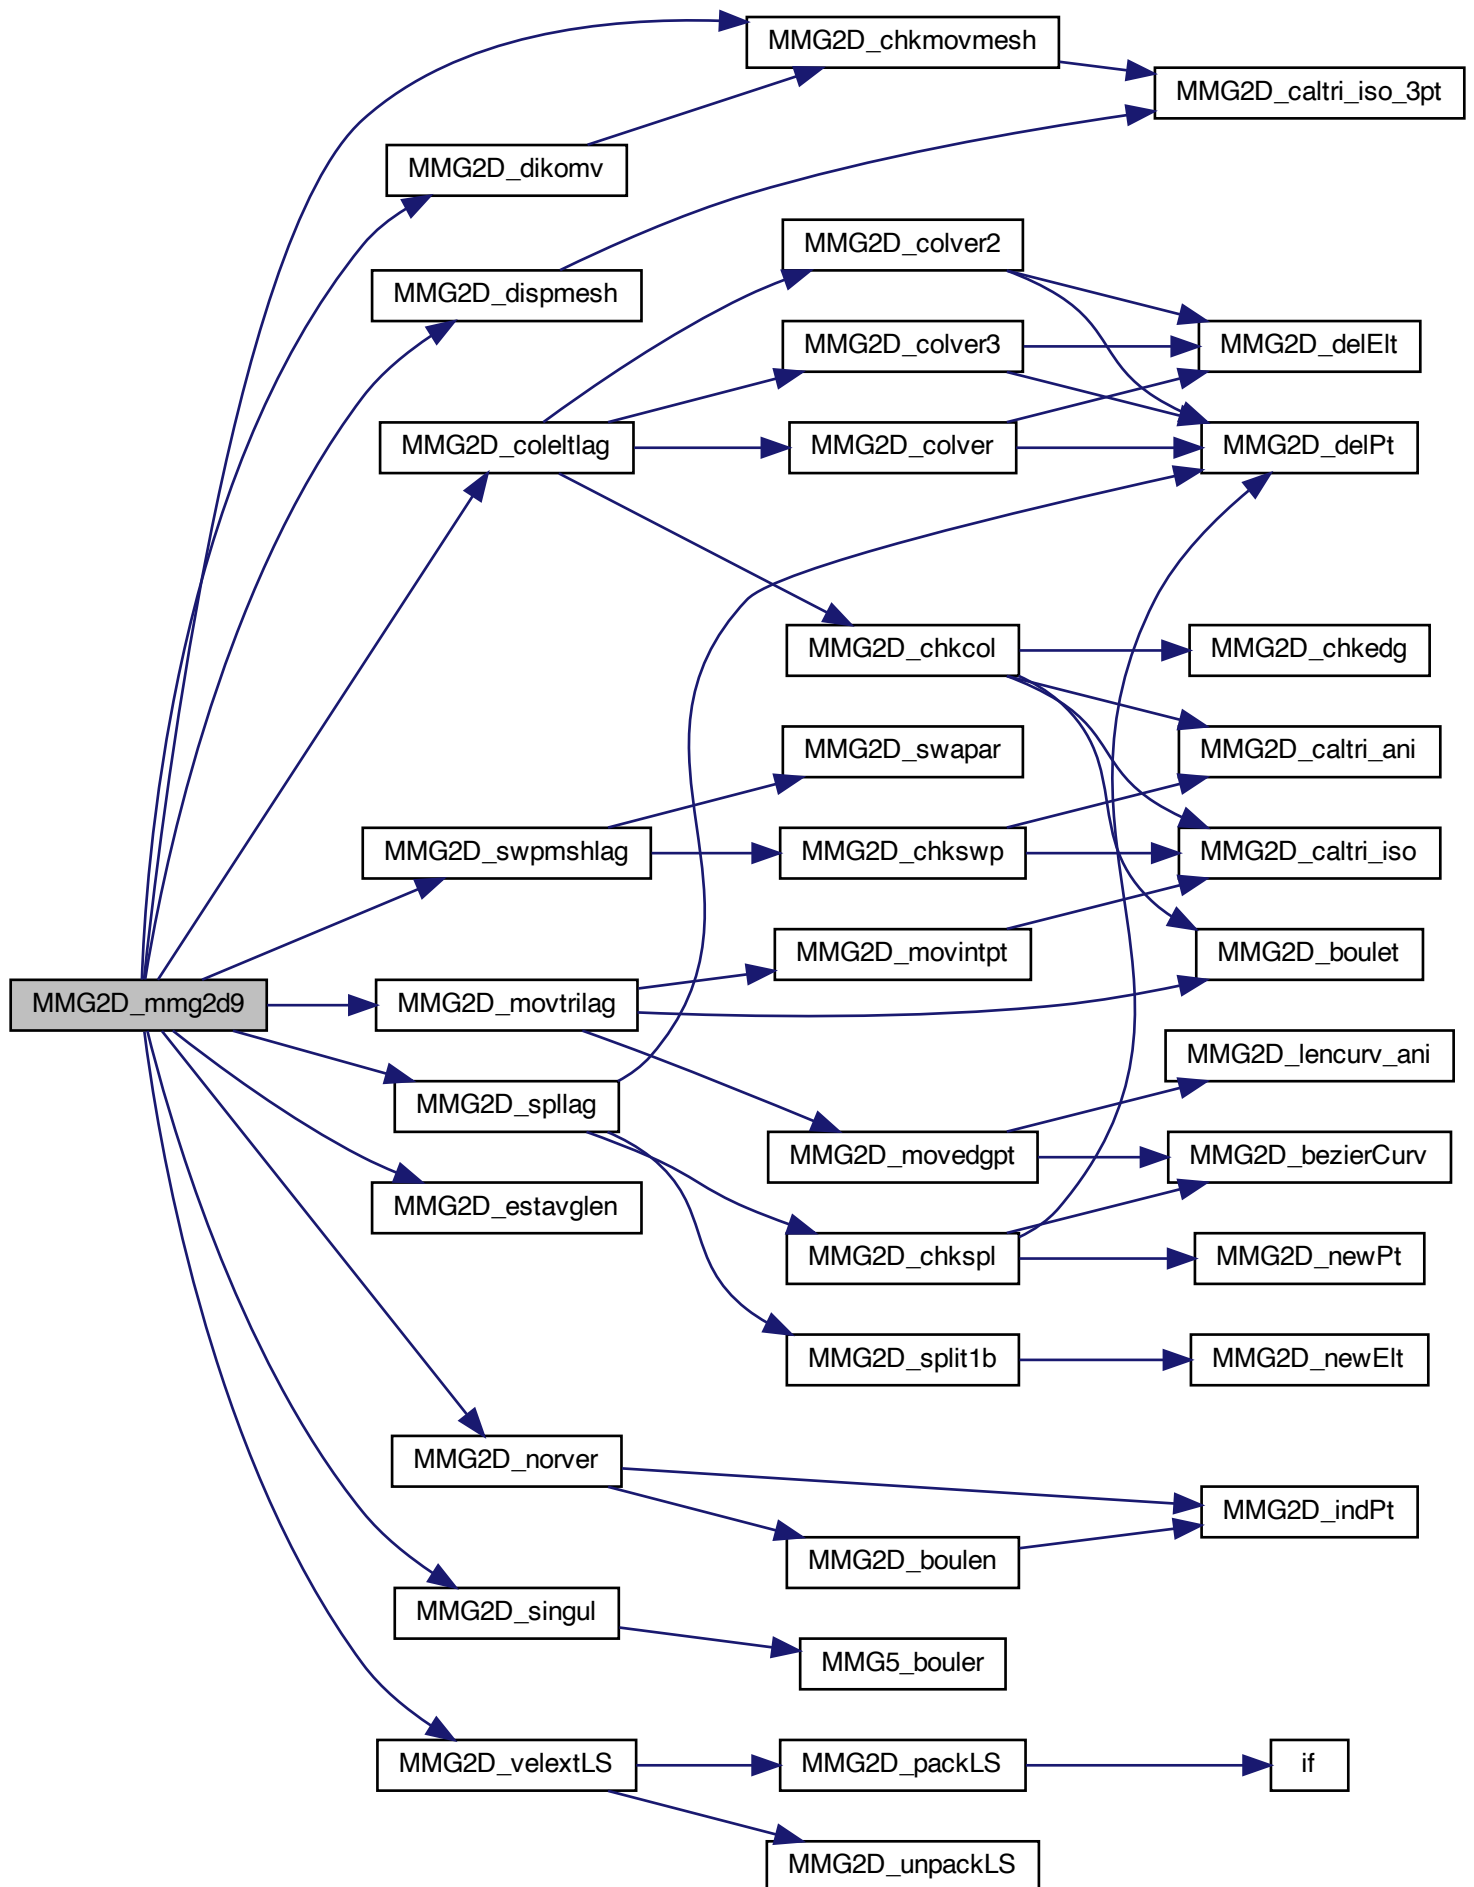 MMG2D_chkmovmesh
MMG2D_caltri_iso_3pt
MMG2D_dikomv
MMG2D_colver2
MMG2D_dispmesh
MMG2D_colver3
MMG2D_delElt
MMG2D_coleltlag
MMG2D_colver
MMG2D_delPt
MMG2D_chkcol
MMG2D_chkedg
MMG2D_swapar
MMG2D_caltri_ani
MMG2D_swpmshlag
MMG2D_chkswp
MMG2D_caltri_iso
MMG2D_movintpt
MMG2D_boulet
MMG2D_mmg2d9
MMG2D_movtrilag
MMG2D_lencurv_ani
MMG2D_spllag
MMG2D_movedgpt
MMG2D_bezierCurv
MMG2D_estavglen
MMG2D_chkspl
MMG2D_newPt
MMG2D_split1b
MMG2D_newElt
MMG2D_norver
MMG2D_indPt
MMG2D_boulen
MMG2D_singul
MMG5_bouler
MMG2D_velextLS
MMG2D_packLS
if
MMG2D_unpackLS